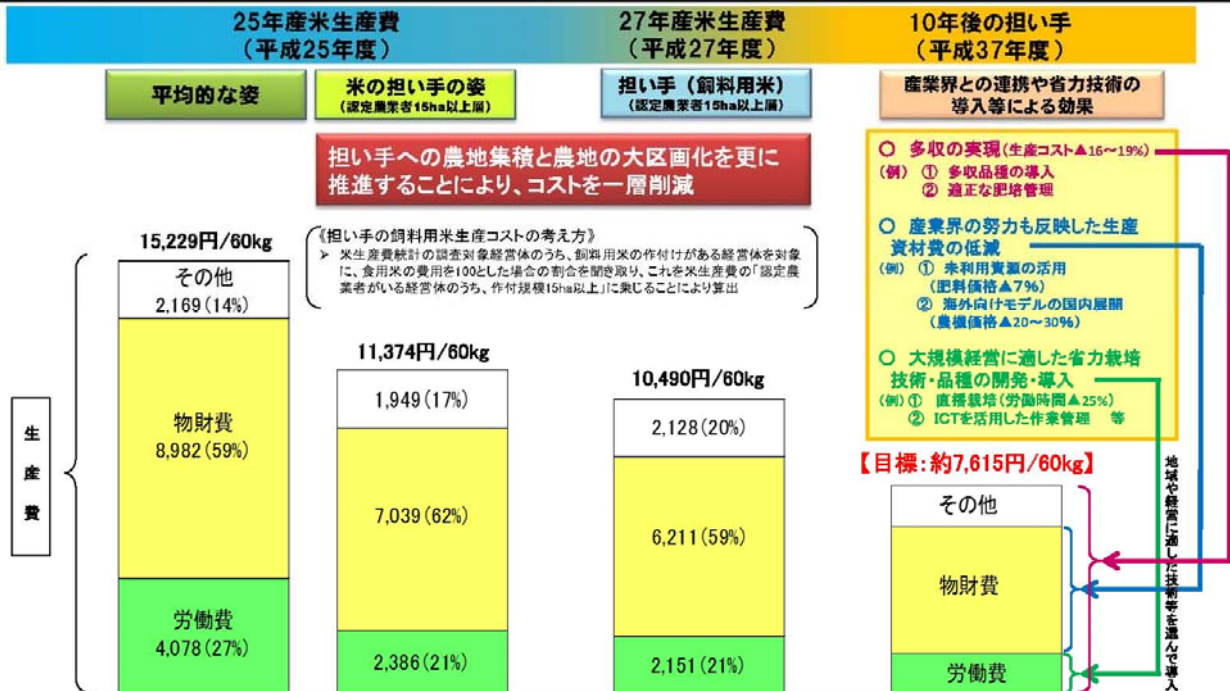 25年産米生産費
(平成25年度)
27年産米生産費
(平成27年度)
10年後の担い手
(平成37年度)
平均的な姿
米の担い手の姿
(認定農業者15ha以上層)
担い手（飼料用米）
(認定農業者15ha以上層)
産業界との連携や省力技術の
導入等による効果
担い手への農地集積と農地の大区画化を更に
推進することにより、コストを一層削減
《担い手の飼料用米生産コストの考え方》
➢ 米生産費統計の調査対象経営体のうち、飼料用米の作付けがある経営体を対象
に、食用米の費用を100とした場合の割合を聞き取り、これを米生産費の「認定農
業者がいる経営体のうち、作付規模15ha以上」に乗じることにより算出
○ 多収の実現(生産コスト▲16～19%)
(例) ① 多収品種の導入
② 適正な肥培管理
○ 産業界の努力も反映した生産
資材費の低減
(例) ① 未利用資源の活用
(肥料価格▲7%)
② 海外向けモデルの国内展開
(農機価格▲20～30%)
○ 大規模経営に適した省力栽培
技術・品種の開発・導入
(例) ① 直播栽培(労働時間▲25%)
② ICTを活用した作業管理 等
生産費
15,229円/60kg
その他
2,169(14%)
物財費
8,982(59%)
労働費
4,078(27%)
11,374円/60kg
1,949(17%)
7,039(62%)
2,386(21%)
10,490円/60kg
2,128(20%)
6,211(59%)
2,151(21%)
【目標：約7,615円/60kg】
その他
物財費
労働費
地域や経営に適した技術等を選んで導入